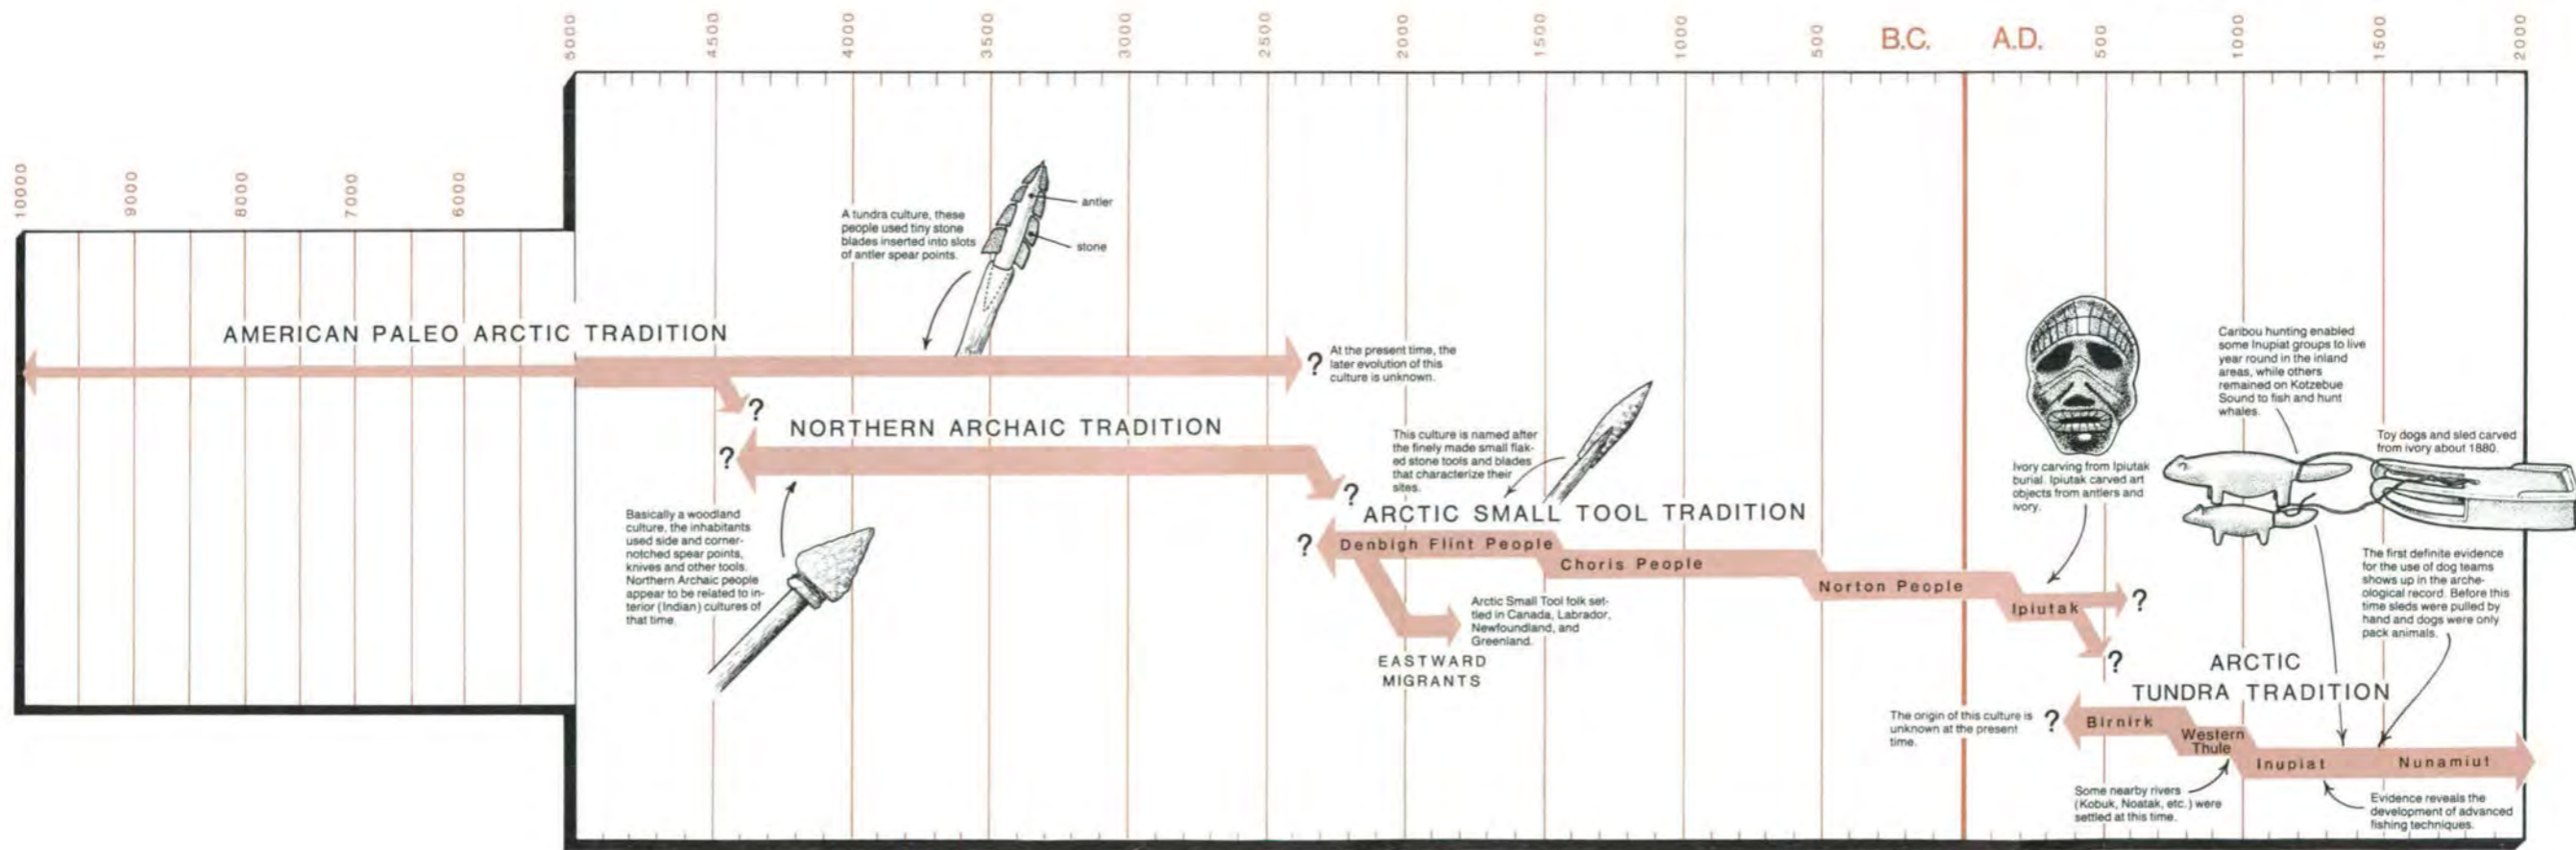 5000
4500
4000
3500
3000
2500
2000
1500
1000
500
B.C.
A.D.
500
1000
1500
2000
10000
9000
8000
7000
6000
AMERICAN PALEO ARCTIC TRADITION
A tundra culture, these
people used tiny stone
blades inserted into slots
of antler spear points.
antler
stone
?
At the present time, the
later evolution of this
culture is unknown.
?
NORTHERN ARCHAIC TRADITION
?
?
Basically a woodland
culture, the inhabitants
used side and corner-
notched spear points,
knives and other tools.
Northern Archaic people
appear to be related to in-
terior (Indian) cultures of
that time.
This culture is named after
the finely made small flak-
ed stone tools and blades
that characterize their
sites.
ARCTIC SMALL TOOL TRADITION
?
Denbigh Flint People
Choris People
Norton People
Ipiutak
?
?
Arctic Small Tool folk set-
tled in Canada, Labrador,
Newfoundland, and
Greenland.
EASTWARD
MIGRANTS
Ivory carving from Ipiutak
burial. Ipiutak carved art
objects from antlers and
ivory.
Caribou hunting enabled
some Inupiat groups to live
year round in the inland
areas, while others
remained on Kotzebue
Sound to fish and hunt
whales.
Toy dogs and sled carved
from ivory about 1880.
The first definite evidence
for the use of dog teams
shows up in the arche-
ological record. Before this
time sleds were pulled by
hand and dogs were only
pack animals.
ARCTIC
TUNDRA TRADITION
The origin of this culture is
unknown at the present
time.
?
Birnirk
Western
Thule
Inupiat
Nunamiut
Some nearby rivers
(Kobuk, Noatak, etc.) were
settled at this time.
Evidence reveals the
development of advanced
fishing techniques.